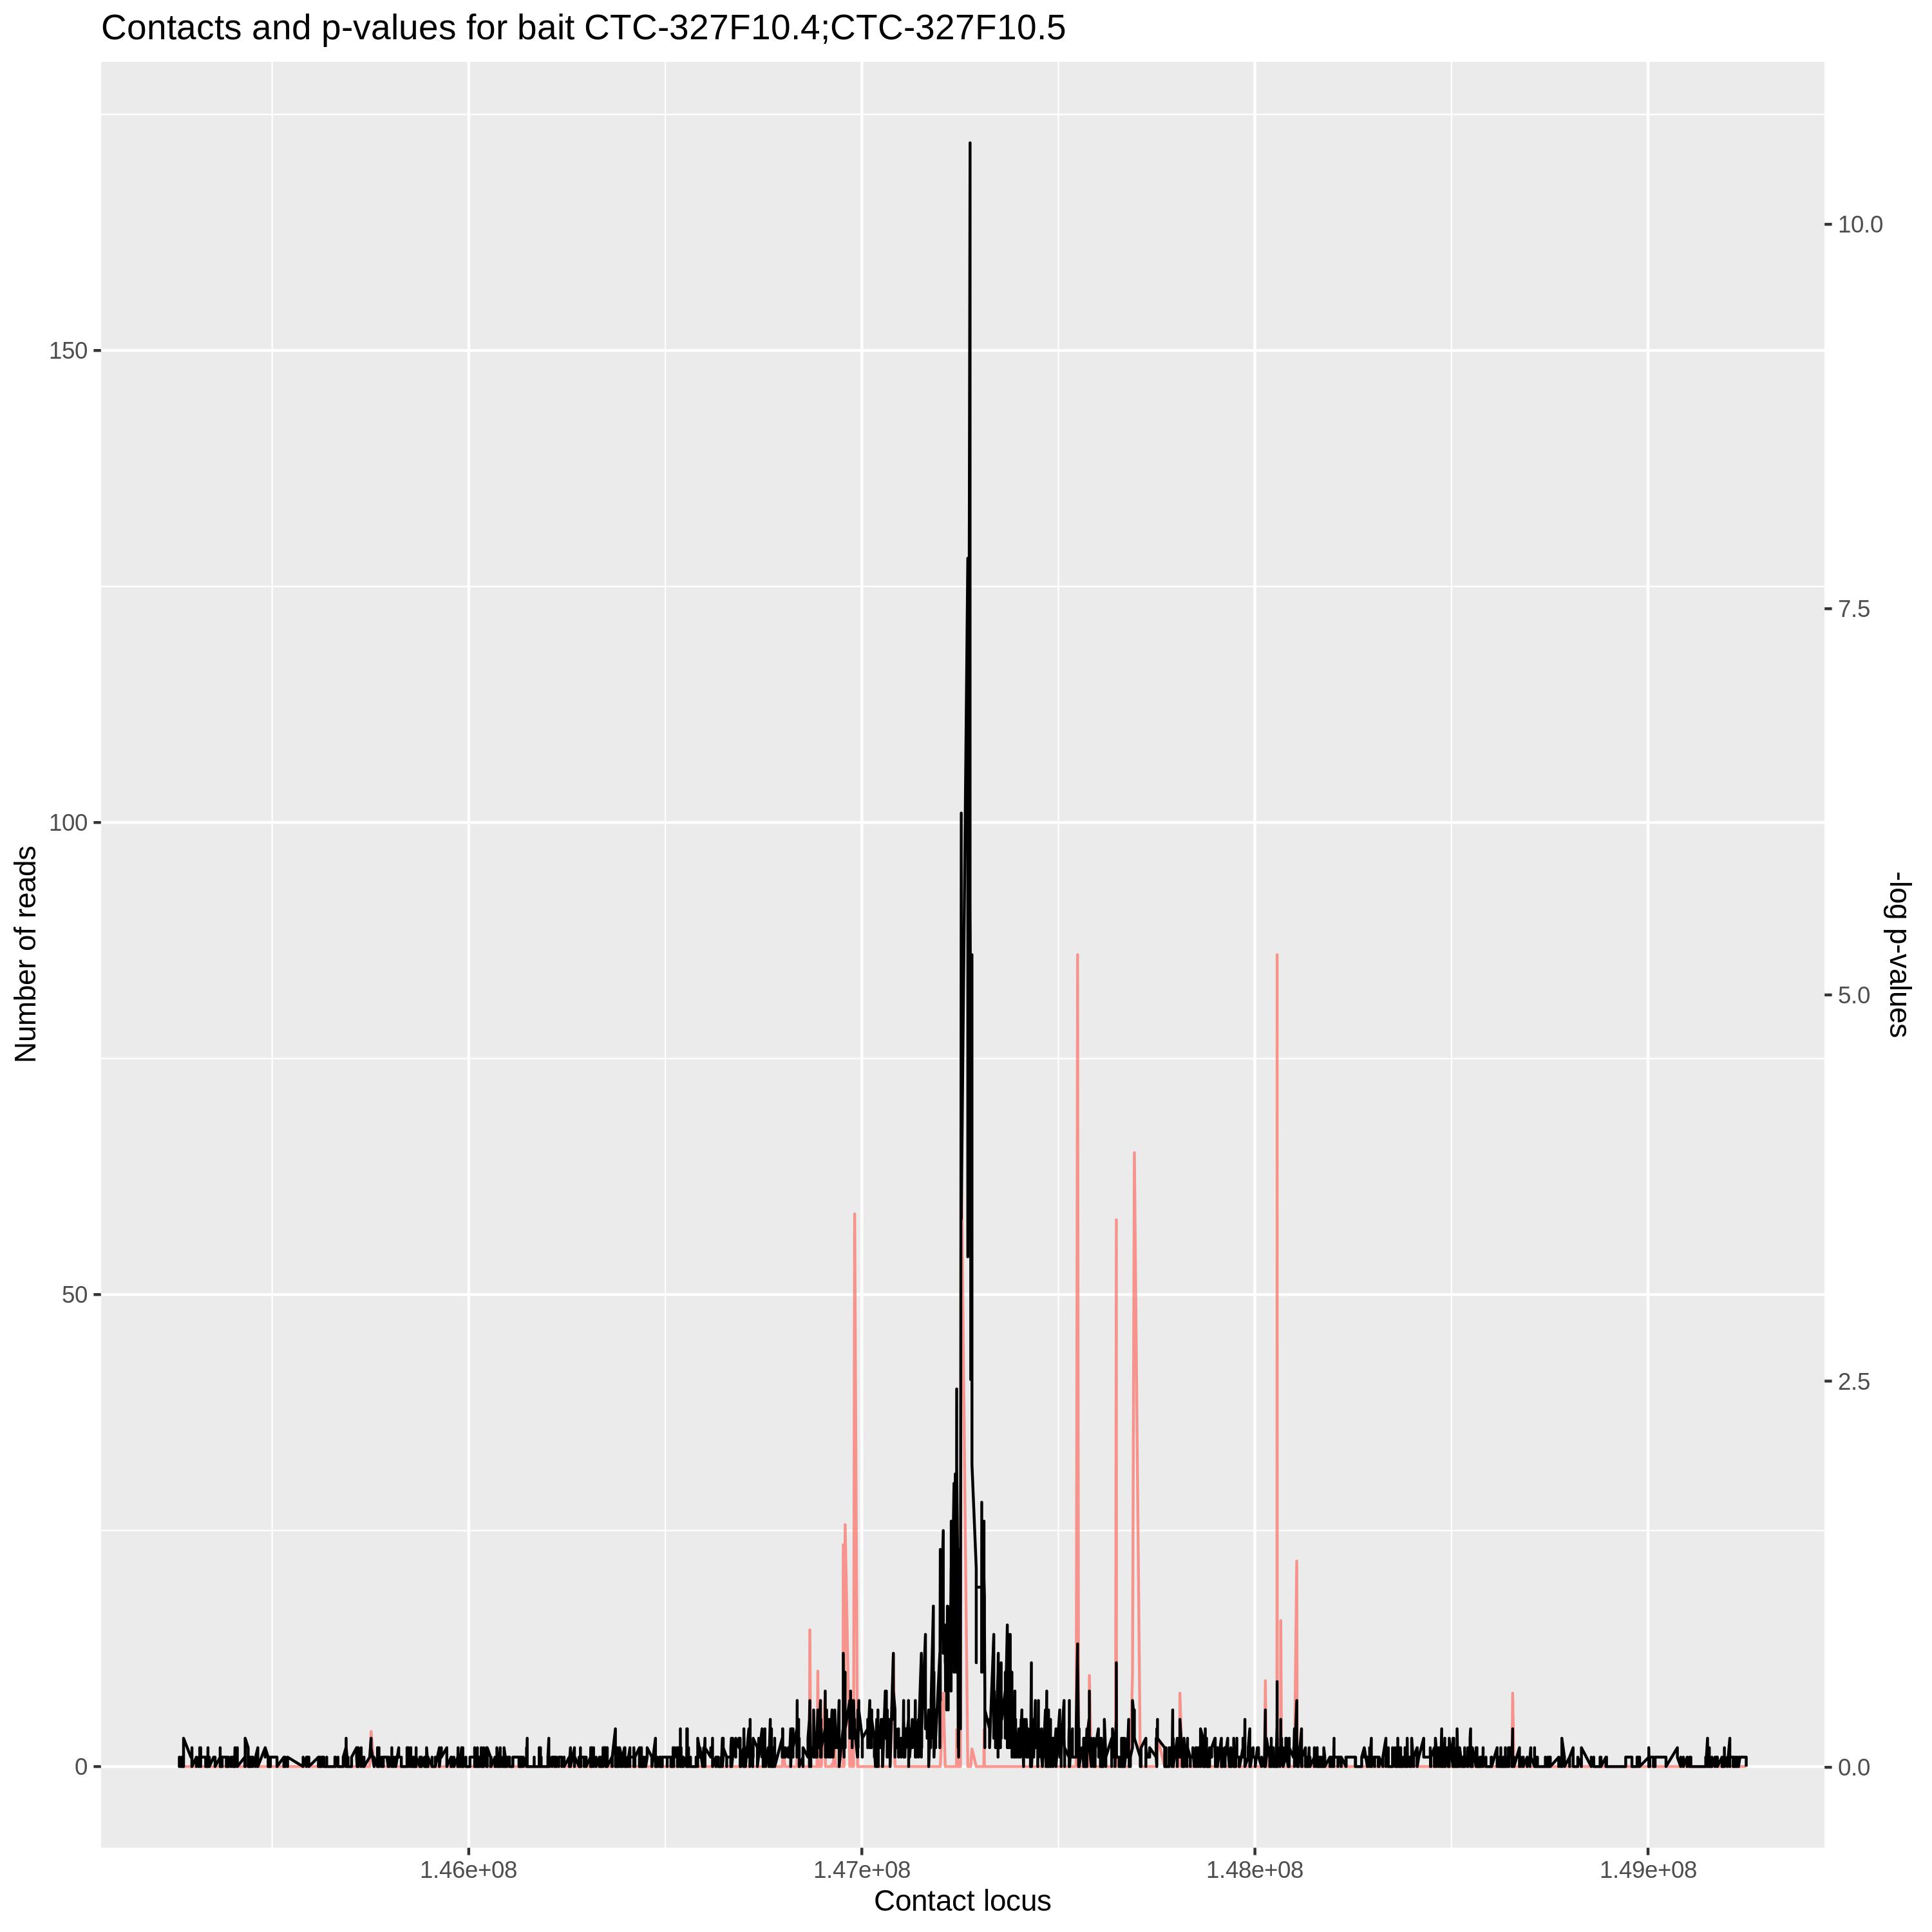 Contacts and p-values for bait CTC-327F10.4;CTC-327F10.5
150
100
50
0
Number of reads
10.0
7.5
5.0
2.5
0.0
-log p-values
1.46e+08
1.47e+08
1.48e+08
1.49e+08
Contact locus